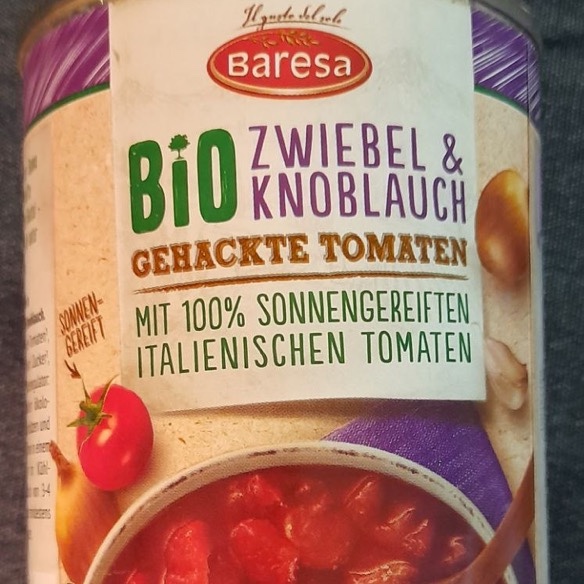 Il gusto del sole
Baresa
BiO
ZWIEBEL &
KNOBLAUCH
GEHACKTE TOMATEN
MIT 100% SONNENGEREIFTEN
ITALIENISCHEN TOMATEN
SONNEN-
GEREIFT